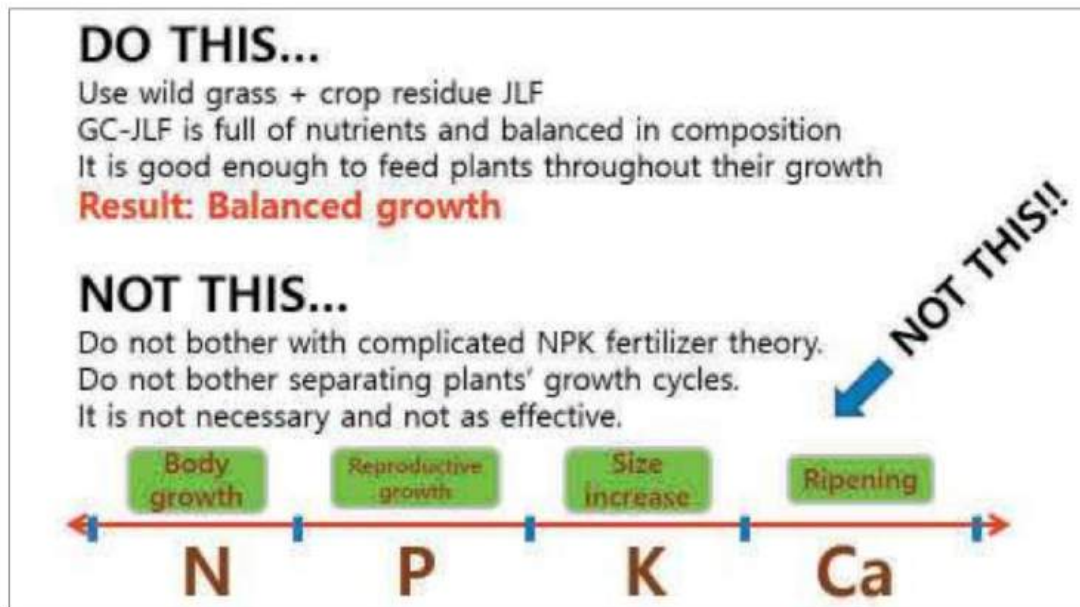 DO THIS...
Use wild grass + crop residue JLF
GC-JLF is full of nutrients and balanced in composition
It is good enough to feed plants throughout their growth
Result: Balanced growth
NOT THIS!!
NOT THIS...
Do not bother with complicated NPK fertilizer theory.
Do not bother separating plants' growth cycles.
It is not necessary and not as effective.
Body
growth
Reproductive
growth
Size
increase
Ripening
N
P
K
Ca